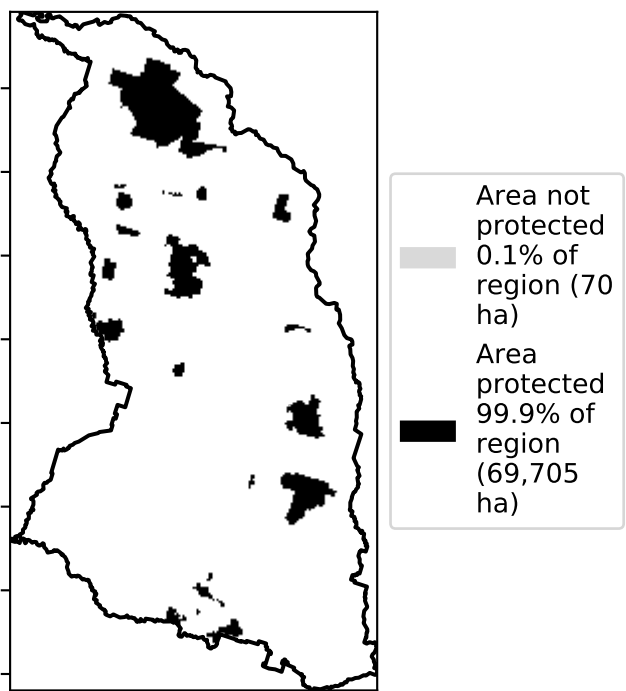 Area not
protected
0.1% of
region (70
ha)
Area
protected
99.9% of
region
(69,705
ha)